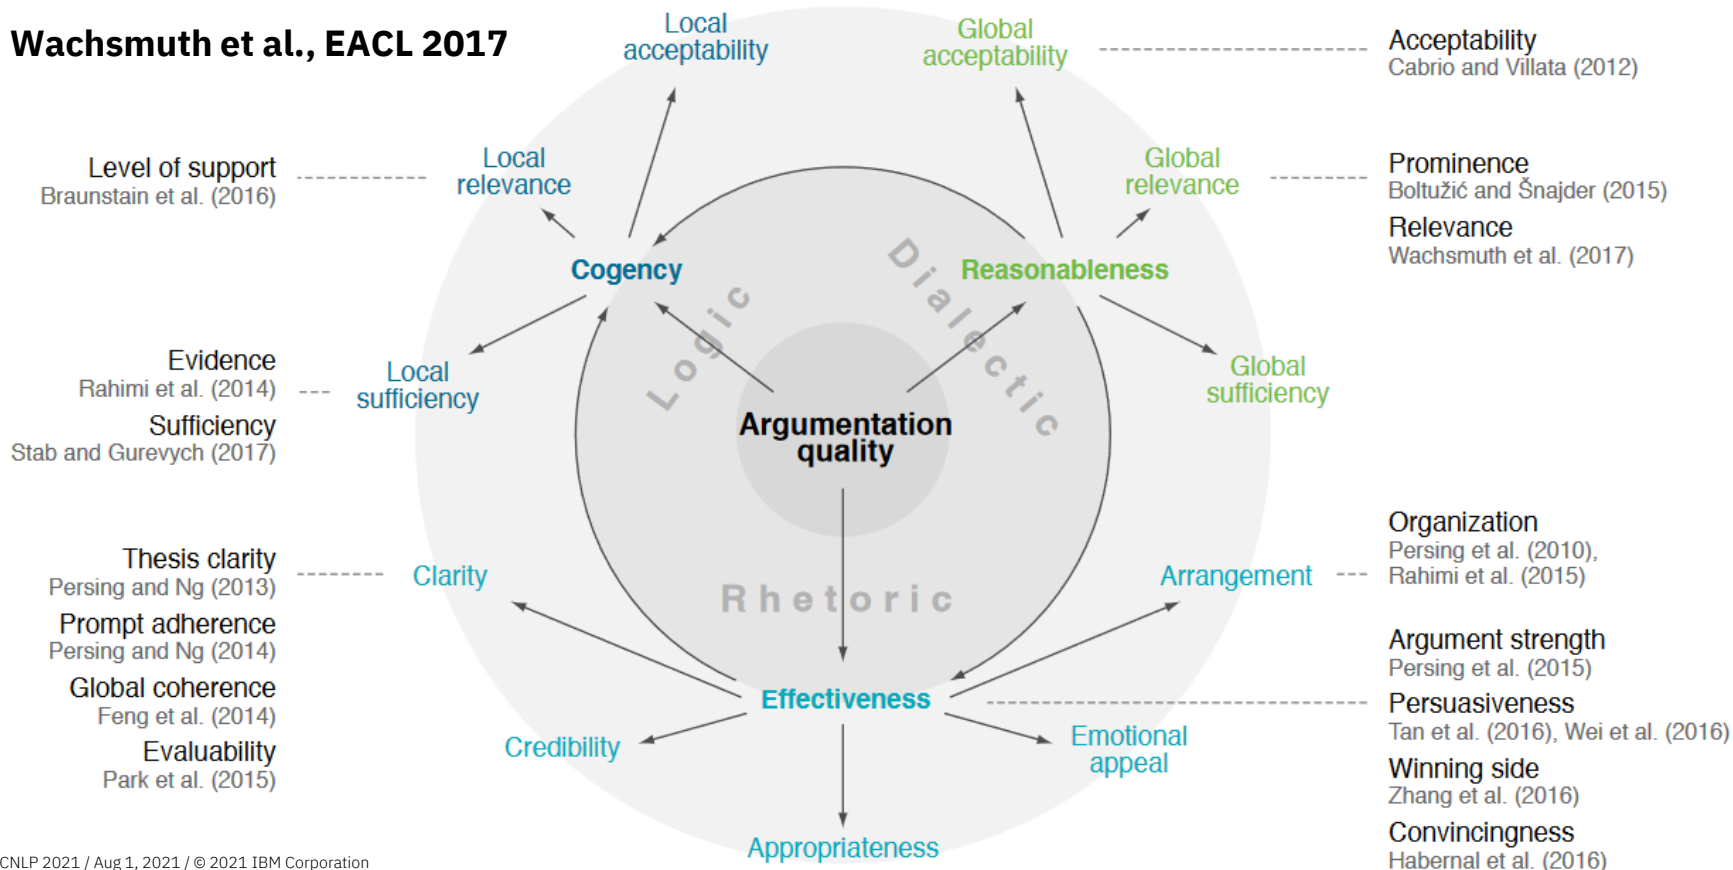 Wachsmuth et al., EACL 2017
Local
acceptability
Global
acceptability
Acceptability
Cabrio and Villata (2012)
Level of support
Braunstain et al. (2016)
Local
relevance
Global
relevance
Prominence
Boltužić and Šnajder (2015)
Relevance
Wachsmuth et al. (2017)
Cogency
Reasonableness
Logic
Dialectic
Evidence
Rahimi et al. (2014)
Sufficiency
Stab and Gurevych (2017)
Local
sufficiency
Global
sufficiency
Argumentation
quality
Thesis clarity
Persing and Ng (2013)
Prompt adherence
Persing and Ng (2014)
Global coherence
Feng et al. (2014)
Evaluability
Park et al. (2015)
Clarity
Rhetoric
Arrangement
Organization
Persing et al. (2010),
Rahimi et al. (2015)
Effectiveness
Argument strength
Persing et al. (2015)
Persuasiveness
Tan et al. (2016), Wei et al. (2016)
Winning side
Zhang et al. (2016)
Convincingness
Habernal et al. (2016)
Credibility
Emotional
appeal
Appropriateness
CNLP 2021 / Aug 1, 2021 / © 2021 IBM Corporation